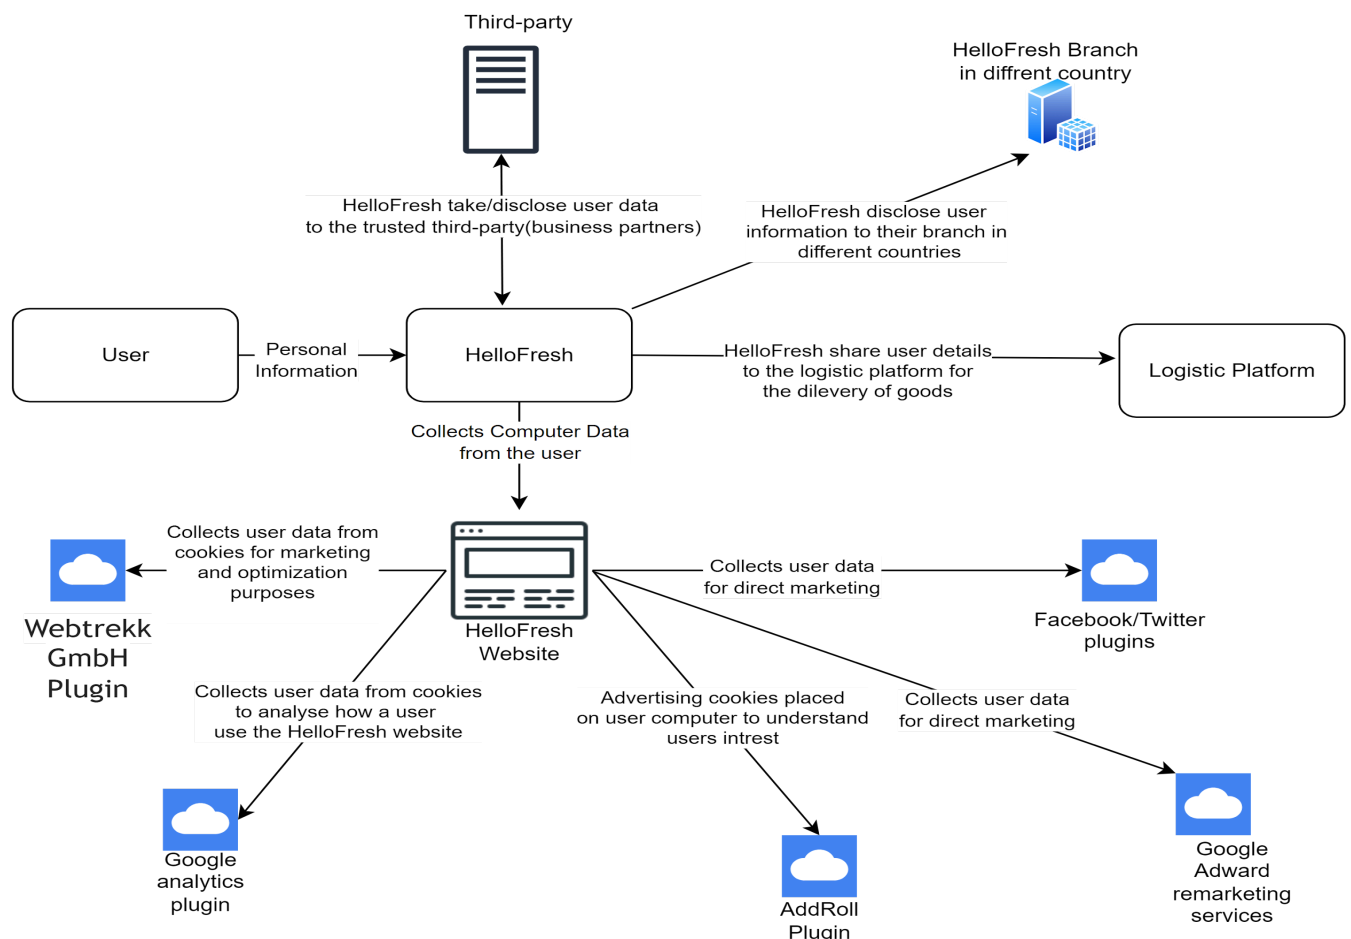 Third-party
HelloFresh Branch
in diffrent country
HelloFresh take/disclose user data
to the trusted third-party(business partners)
HelloFresh disclose user
information to their branch in
different countries
User
Personal
Information
HelloFresh
HelloFresh share user details
to the logistic platform for
the dilevery of goods
Logistic Platform
Collects Computer Data
from the user
Collects user data from
cookies for marketing
and optimization
purposes
Webtrekk
GmbH
Plugin
HelloFresh
Website
Collects user data
for direct marketing
Facebook/Twitter
plugins
Collects user data from cookies
to analyse how a user
use the HelloFresh website
Advertising cookies placed
on user computer to understand
users intrest
Collects user data
for direct marketing
Google
analytics
plugin
AddRoll
Plugin
Google
Adward
remarketing
services